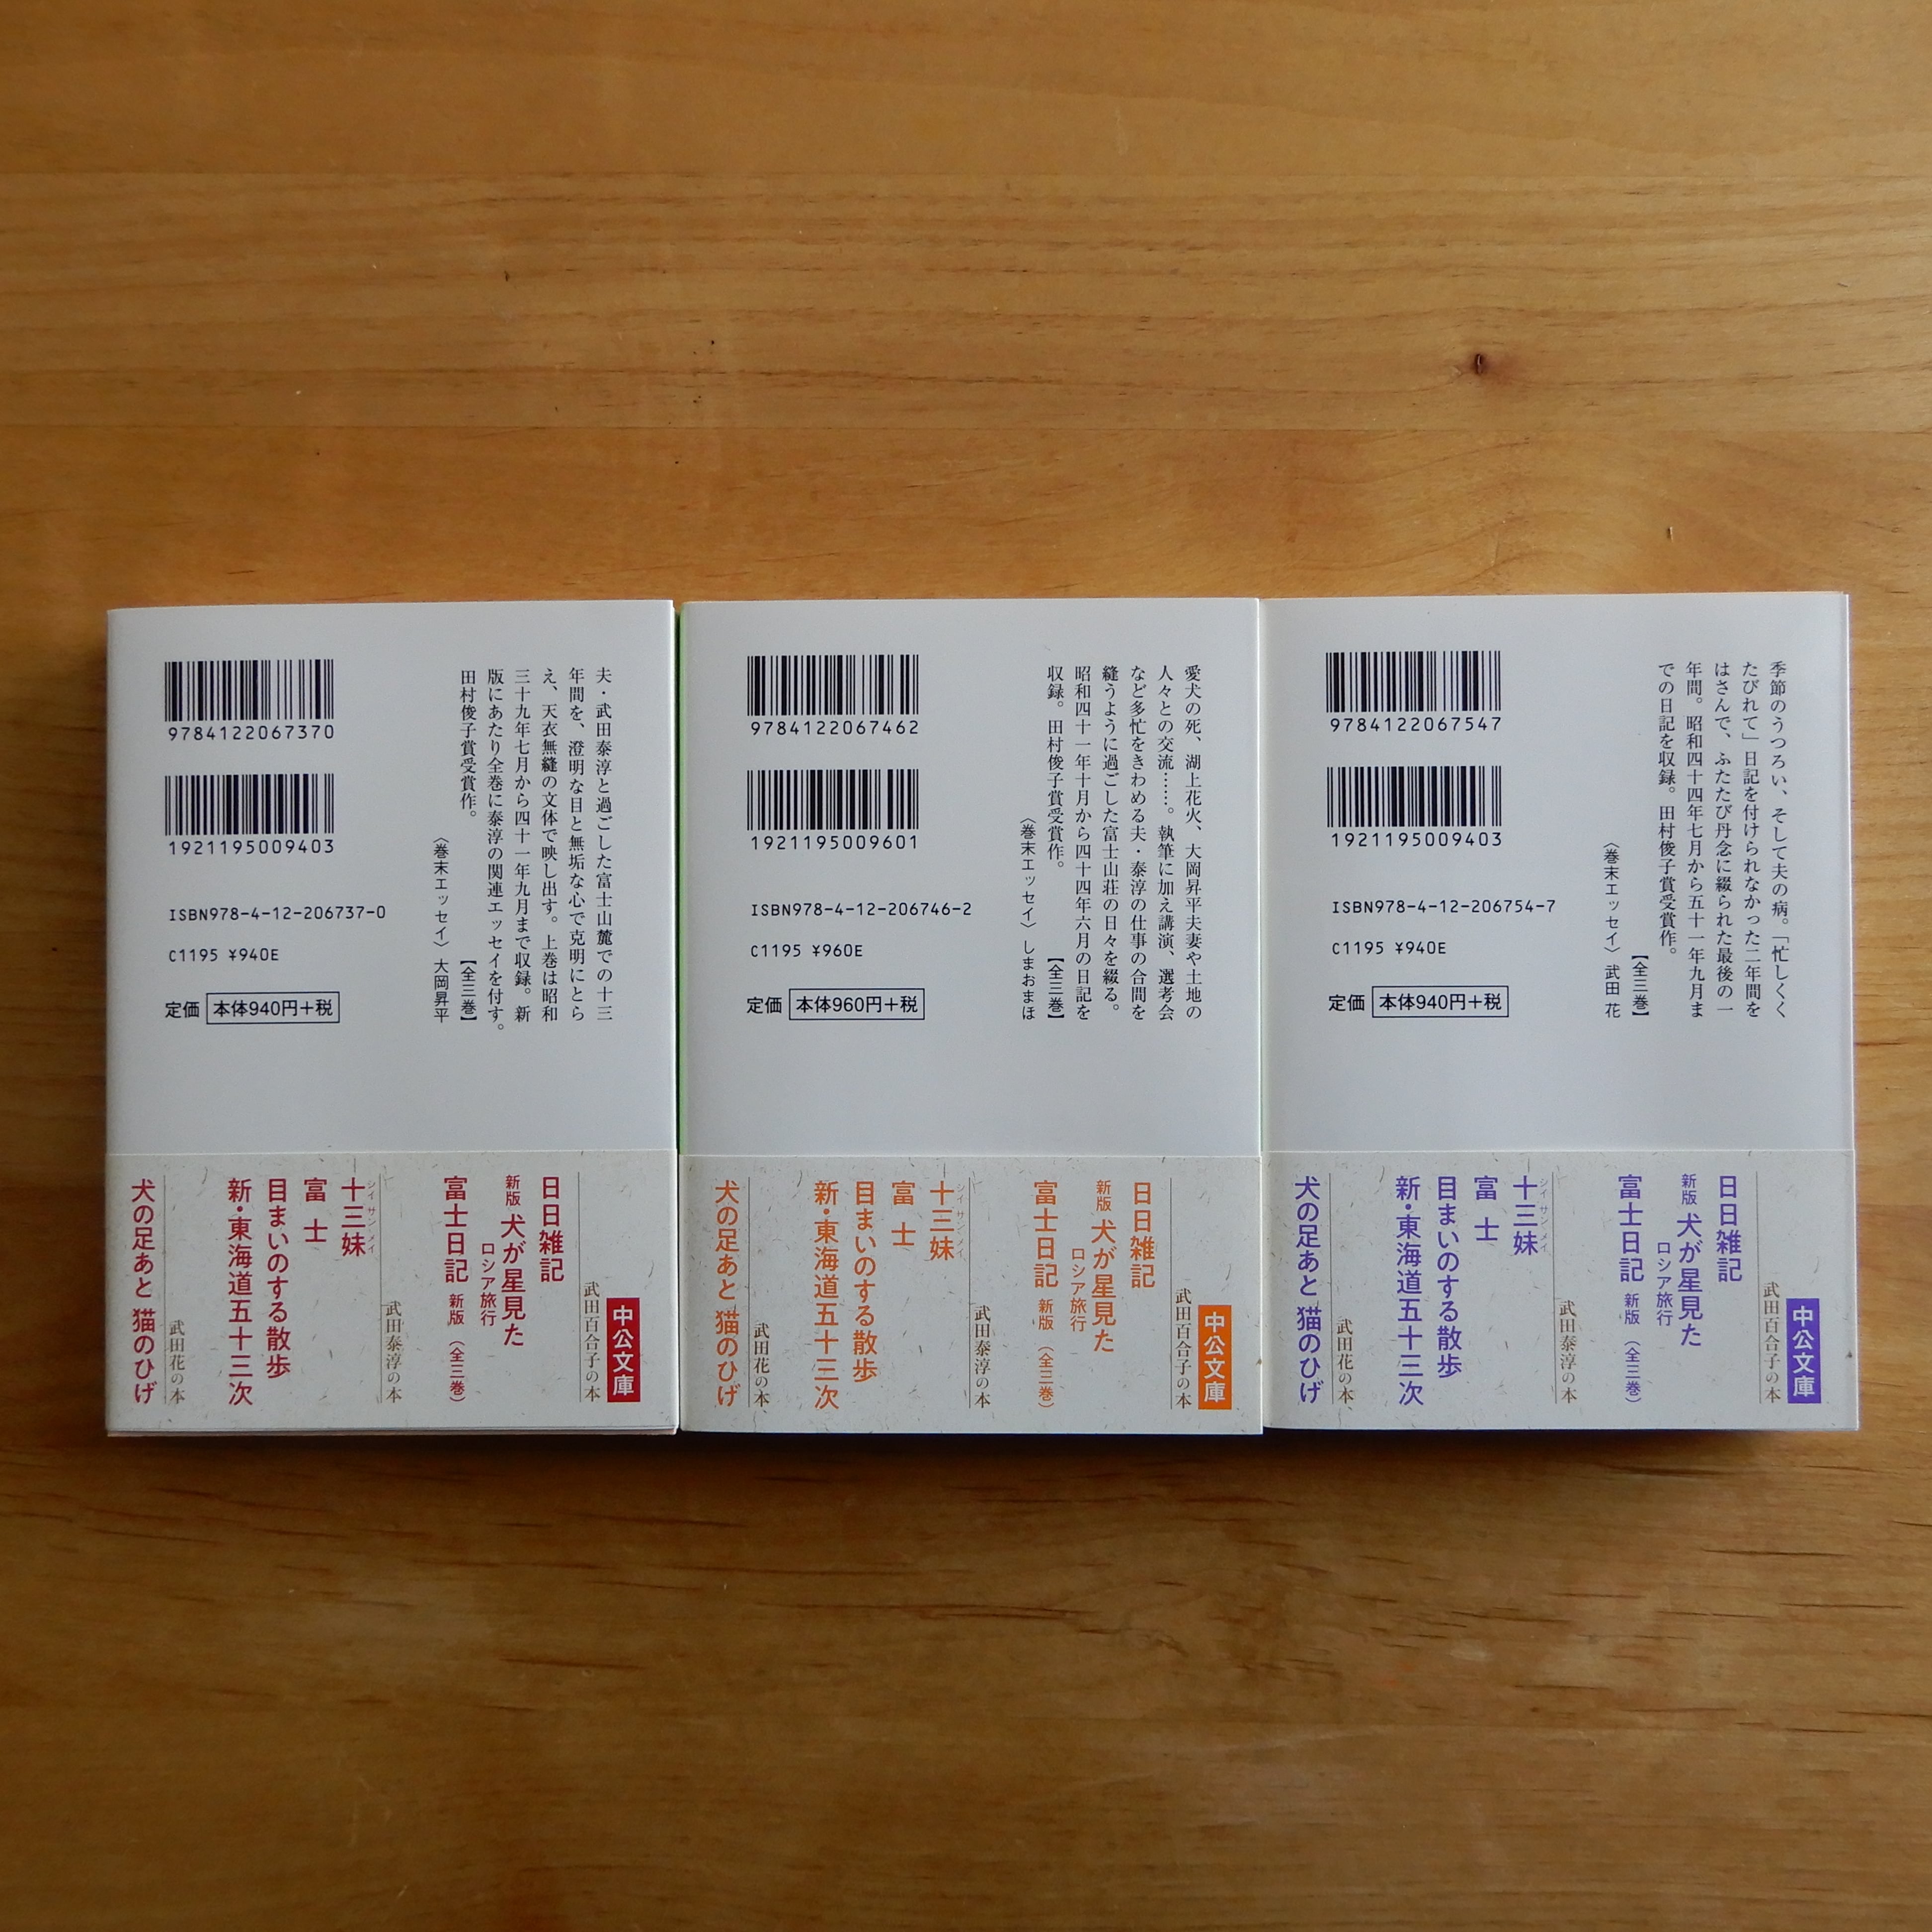 9784122067370
1921195009403
ISBN978-4-12-206737-0
C1195 ¥940E
定価 本体940円＋税
夫・武田泰淳と過ごした富士山麓での十三
年間を、澄明な目と無垢な心で克明にとら
え、天衣無縫の文体で映し出す。上巻は昭和
三十九年七月から四十一年九月まで収録。新
版にあたり全巻に泰淳の関連エッセイを付す。
田村俊子賞受賞作。
【全三巻】
〈巻末エッセイ〉大岡昇平
中公文庫
武田百合子の本
日日雑記
新版 犬が星見た
ロシア旅行
富士日記 新版 （全三巻）
武田泰淳の本
十三妹
シイサンメイ
富士
目まいのする散歩
新・東海道五十三次
武田花の本
犬の足あと 猫のひげ
9784122067462
1921195009601
ISBN978-4-12-206746-2
C1195 ¥960E
定価 本体960円＋税
愛犬の死、湖上花火、大岡昇平夫妻や土地の
人々との交流……。執筆に加え講演、選考会
など多忙をきわめる夫・泰淳の仕事の合間を
縫うように過ごした富士山荘の日々を綴る。
昭和四十一年十月から四十四年六月の日記を
収録。田村俊子賞受賞作。
【全三巻】
〈巻末エッセイ〉しまおまほ
中公文庫
武田百合子の本
日日雑記
新版 犬が星見た
ロシア旅行
富士日記 新版 （全三巻）
武田泰淳の本
十三妹
シイサンメイ
富士
目まいのする散歩
新・東海道五十三次
武田花の本
犬の足あと 猫のひげ
9784122067547
1921195009403
ISBN978-4-12-206754-7
C1195 ¥940E
定価 本体940円＋税
季節のうつろい、そして夫の病。「忙しくく
たびれて」日記を付けられなかった二年間を
はさんで、ふたたび丹念に綴られた最後の一
年間。昭和四十四年七月から五十一年九月ま
での日記を収録。田村俊子賞受賞作。
【全三巻】
〈巻末エッセイ〉武田 花
中公文庫
武田百合子の本
日日雑記
新版 犬が星見た
ロシア旅行
富士日記 新版 （全三巻）
武田泰淳の本
十三妹
シイサンメイ
富士
目まいのする散歩
新・東海道五十三次
武田花の本
犬の足あと 猫のひげ